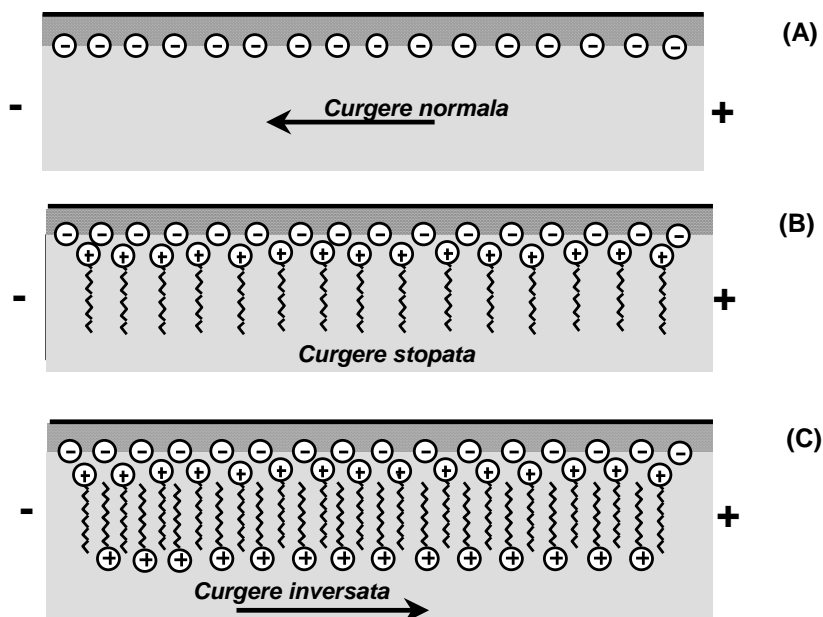 (A)
- +
Curgere normala
(B)
- +
Curgere stopata
(C)
- +
Curgere inversata